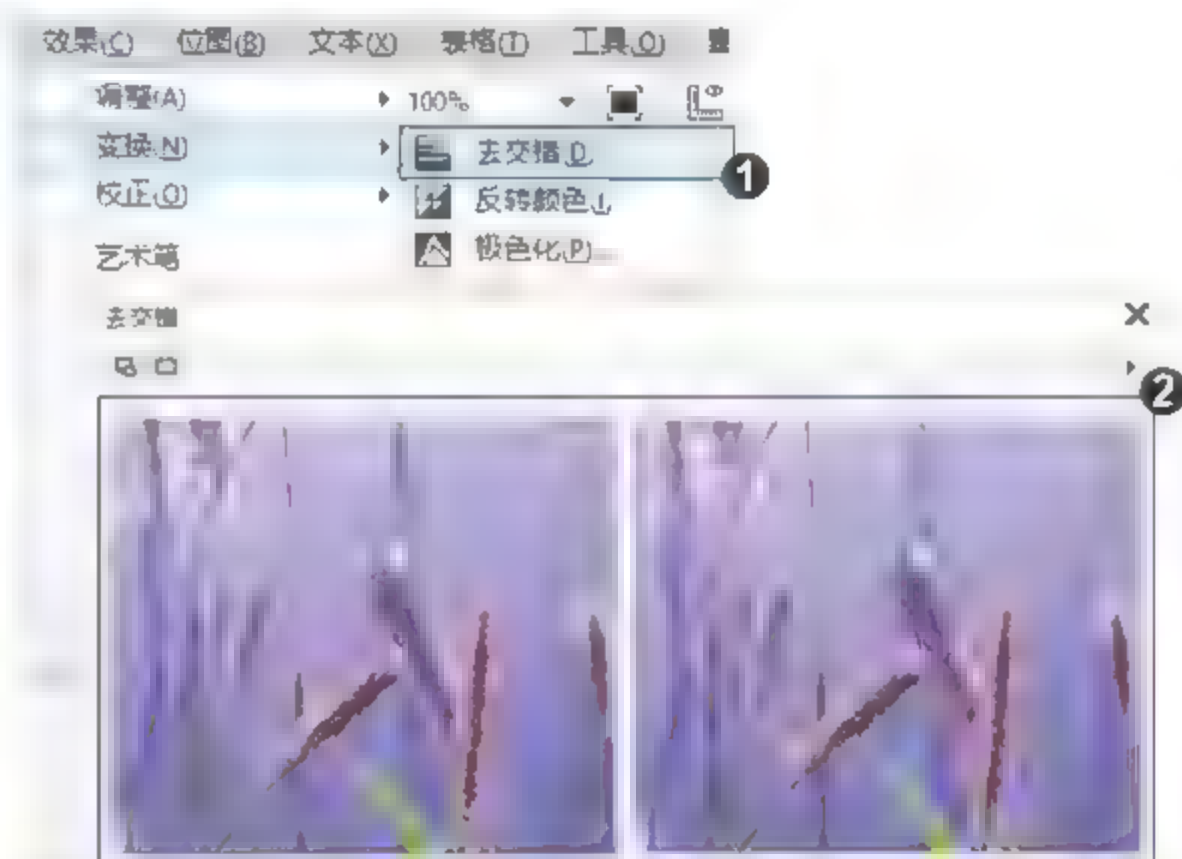 效果(C) 位图(B) 文本(X) 表格(T) 工具(O)
调整(A) 100%
变换(N) 去交错(D) 1
校正(O) 反转颜色(I)
艺术笔 极色化(P)
去交错
2